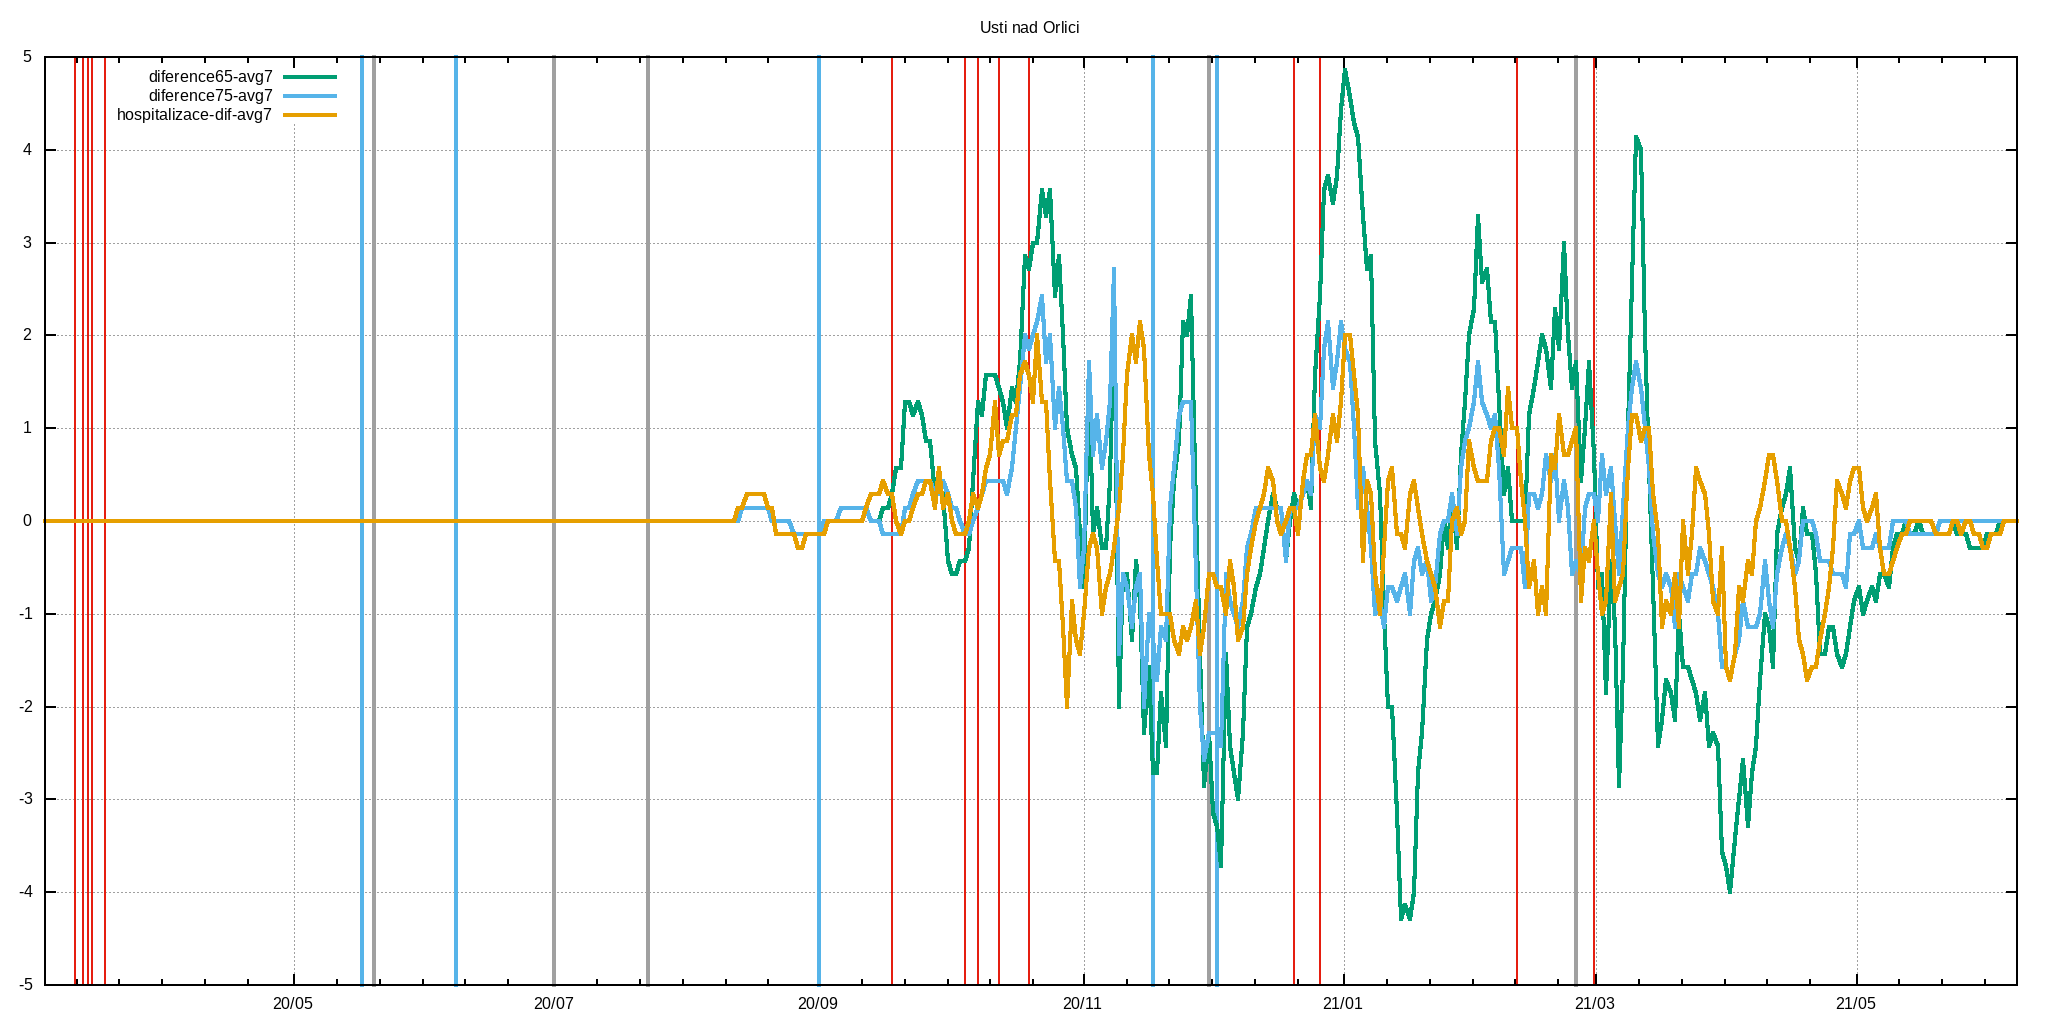 Usti nad Orlici
diference65-avg7
diference75-avg7
hospitalizace-dif-avg7
5
4
3
2
1
0
-1
-2
-3
-4
-5
20/05 20/07 20/09 20/11 21/01 21/03 21/05